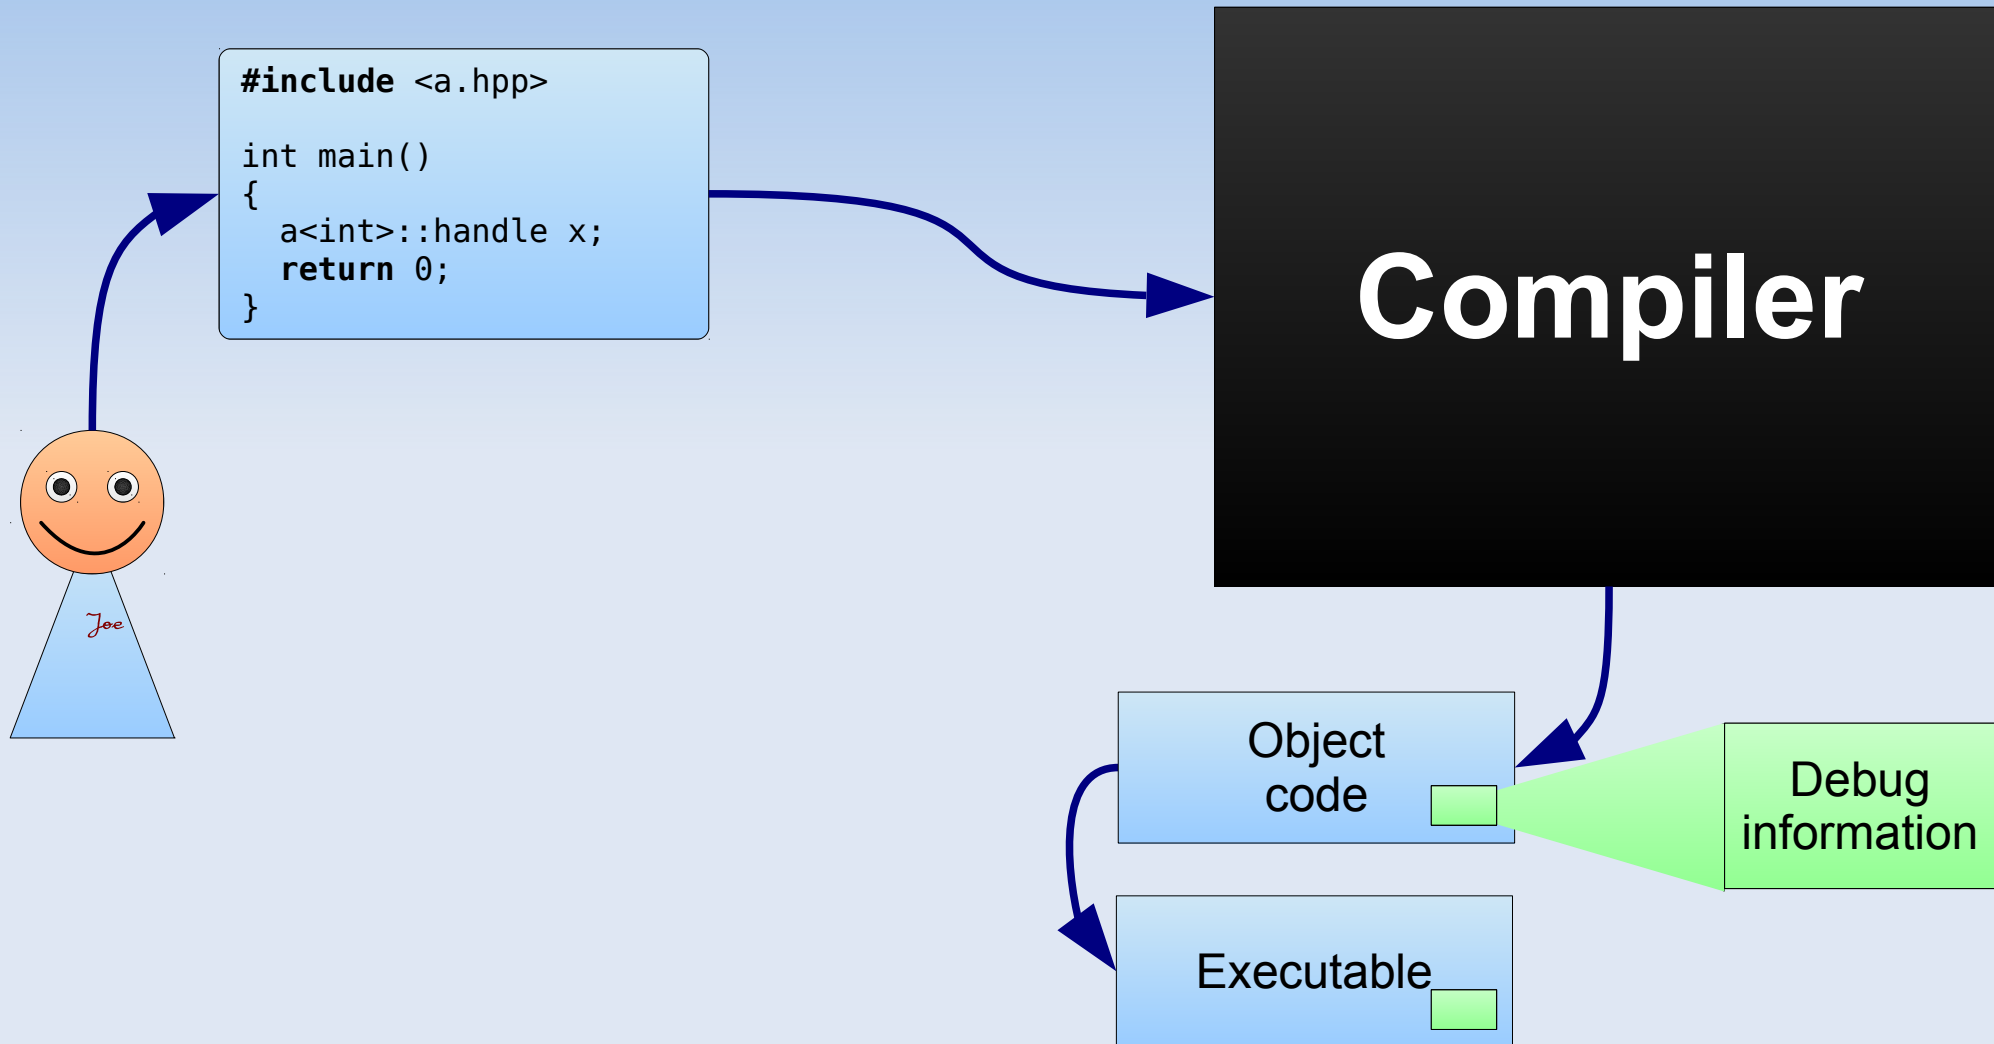 #include <a.hpp>
int main()
{
  a<int>::handle x;
  return 0;
}
Compiler
Joe
Object
code
Debug
information
Executable